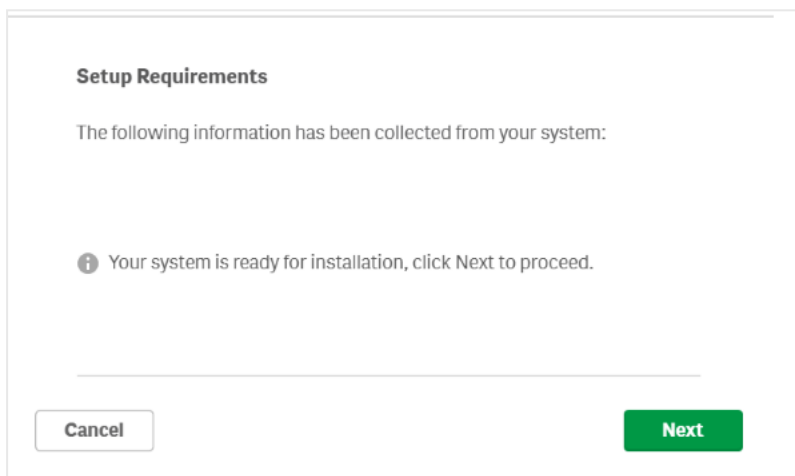 Setup Requirements
The following information has been collected from your system:
Your system is ready for installation, click Next to proceed.
Cancel
Next